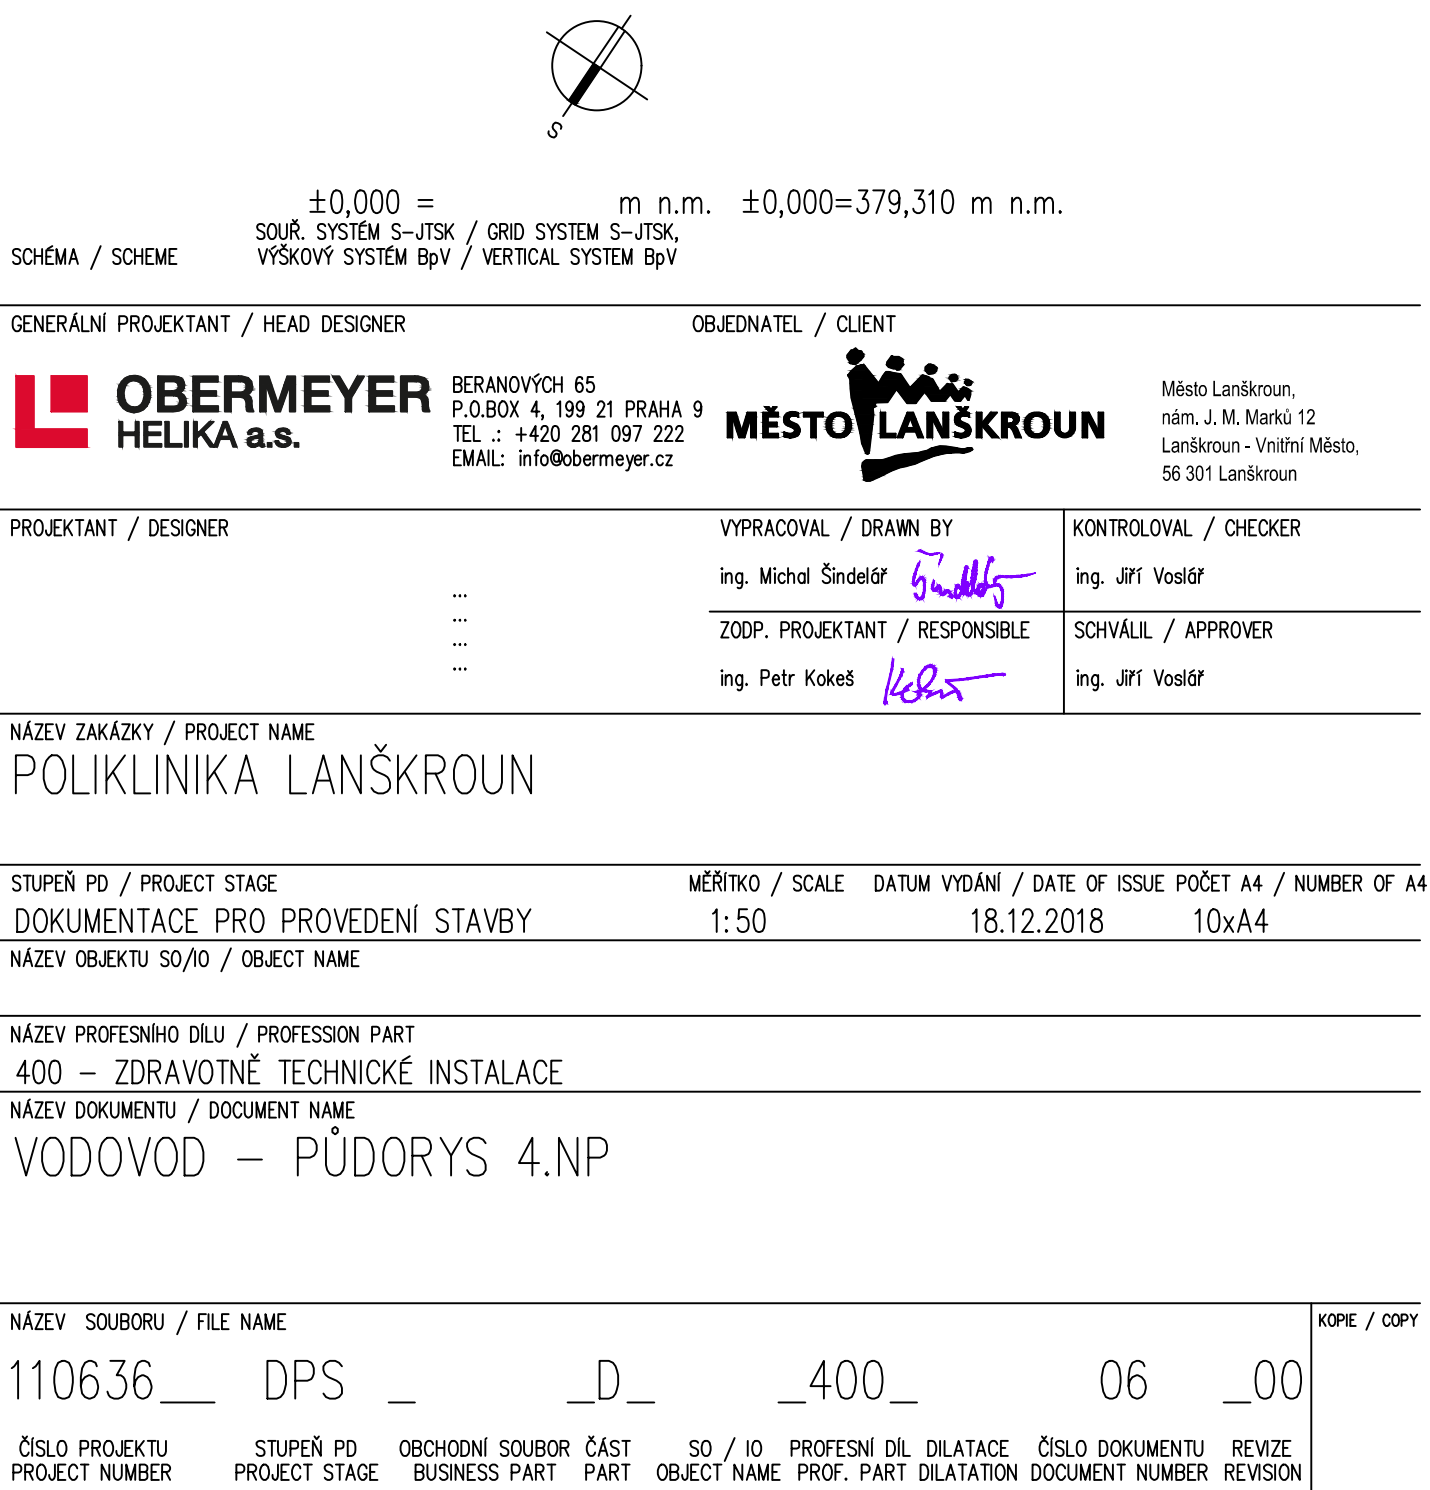 S
±0,000 = m n.m. ±0,000=379,310 m n.m.
SOUŘ. SYSTÉM S-JTSK / GRID SYSTEM S-JTSK,
SCHÉMA / SCHEME VÝŠKOVÝ SYSTÉM BpV / VERTICAL SYSTEM BpV
GENERÁLNÍ PROJEKTANT / HEAD DESIGNER
OBERMEYER
HELIKA a.s.
BERANOVÝCH 65
P.O.BOX 4, 199 21 PRAHA 9
TEL .: +420 281 097 222
EMAIL: info@obermeyer.cz
OBJEDNATEL / CLIENT
MĚSTO LANŠKROUN
Město Lanškroun,
nám. J. M. Marků 12
Lanškroun - Vnitřní Město,
56 301 Lanškroun
PROJEKTANT / DESIGNER
...
...
...
...
VYPRACOVAL / DRAWN BY
ing. Michal Šindelář
KONTROLOVAL / CHECKER
ing. Jiří Voslář
ZODP. PROJEKTANT / RESPONSIBLE
ing. Petr Kokeš
SCHVÁLIL / APPROVER
ing. Jiří Voslář
NÁZEV ZAKÁZKY / PROJECT NAME
POLIKLINIKA LANŠKROUN
STUPEŇ PD / PROJECT STAGE MĚŘÍTKO / SCALE DATUM VYDÁNÍ / DATE OF ISSUE POČET A4 / NUMBER OF A4
DOKUMENTACE PRO PROVEDENÍ STAVBY 1:50 18.12.2018 10xA4
NÁZEV OBJEKTU SO/IO / OBJECT NAME
NÁZEV PROFESNÍHO DÍLU / PROFESSION PART
400 – ZDRAVOTNĚ TECHNICKÉ INSTALACE
NÁZEV DOKUMENTU / DOCUMENT NAME
VODOVOD – PŮDORYS 4.NP
NÁZEV SOUBORU / FILE NAME KOPIE / COPY
110636__ DPS _ _D_ _400_ 06 _00
ČÍSLO PROJEKTU STUPEŇ PD OBCHODNÍ SOUBOR ČÁST SO / IO PROFESNÍ DÍL DILATACE ČÍSLO DOKUMENTU REVIZE
PROJECT NUMBER PROJECT STAGE BUSINESS PART PART OBJECT NAME PROF. PART DILATATION DOCUMENT NUMBER REVISION